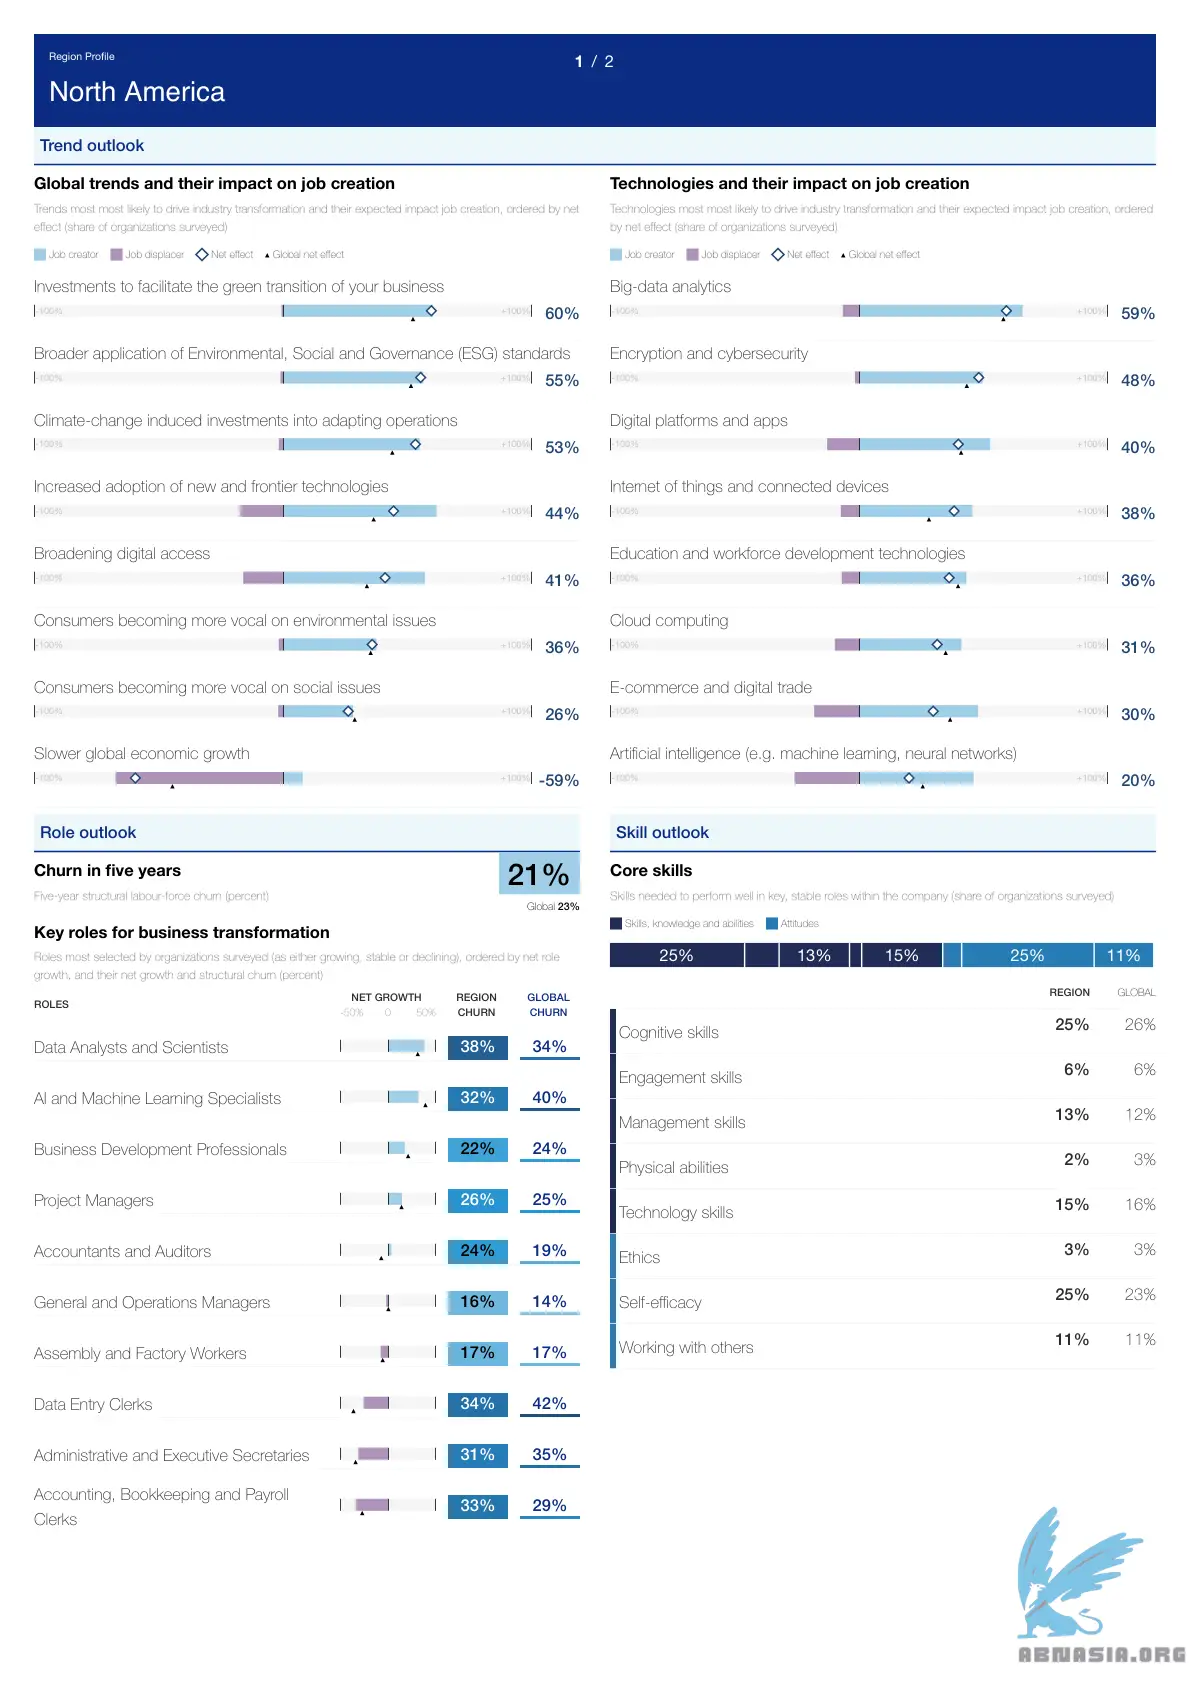 Region Profile
1 / 2
North America
Trend outlook
Global trends and their impact on job creation
Trends most most likely to drive industry transformation and their expected impact job creation, ordered by net
effect (share of organizations surveyed)
Job creator Job displacer Net effect Global net effect
Investments to facilitate the green transition of your business
-100% +100% 60%
Broader application of Environmental, Social and Governance (ESG) standards
-100% +100% 55%
Climate-change induced investments into adapting operations
-100% +100% 53%
Increased adoption of new and frontier technologies
-100% +100% 44%
Broadening digital access
-100% +100% 41%
Consumers becoming more vocal on environmental issues
-100% +100% 36%
Consumers becoming more vocal on social issues
-100% +100% 26%
Slower global economic growth
-100% +100% -59%
Technologies and their impact on job creation
Technologies most most likely to drive industry transformation and their expected impact job creation, ordered
by net effect (share of organizations surveyed)
Job creator Job displacer Net effect Global net effect
Big-data analytics
-100% +100% 59%
Encryption and cybersecurity
-100% +100% 48%
Digital platforms and apps
-100% +100% 40%
Internet of things and connected devices
-100% +100% 38%
Education and workforce development technologies
-100% +100% 36%
Cloud computing
-100% +100% 31%
E-commerce and digital trade
-100% +100% 30%
Artificial intelligence (e.g. machine learning, neural networks)
-100% +100% 20%
Role outlook
Churn in five years
21%
Five-year structural labour-force churn (percent)
Global 23%
Key roles for business transformation
Roles most selected by organizations surveyed (as either growing, stable or declining), ordered by net role
growth, and their net growth and structural churn (percent)
ROLES NET GROWTH REGION CHURN GLOBAL CHURN
-50% 0 50%
Data Analysts and Scientists 38% 34%
AI and Machine Learning Specialists 32% 40%
Business Development Professionals 22% 24%
Project Managers 26% 25%
Accountants and Auditors 24% 19%
General and Operations Managers 16% 14%
Assembly and Factory Workers 17% 17%
Data Entry Clerks 34% 42%
Administrative and Executive Secretaries 31% 35%
Accounting, Bookkeeping and Payroll
Clerks 33% 29%
Skill outlook
Core skills
Skills needed to perform well in key, stable roles within the company (share of organizations surveyed)
Skills, knowledge and abilities Attitudes
25% 13% 15% 25% 11%
REGION GLOBAL
Cognitive skills 25% 26%
Engagement skills 6% 6%
Management skills 13% 12%
Physical abilities 2% 3%
Technology skills 15% 16%
Ethics 3% 3%
Self-efficacy 25% 23%
Working with others 11% 11%
ABNASIA.ORG